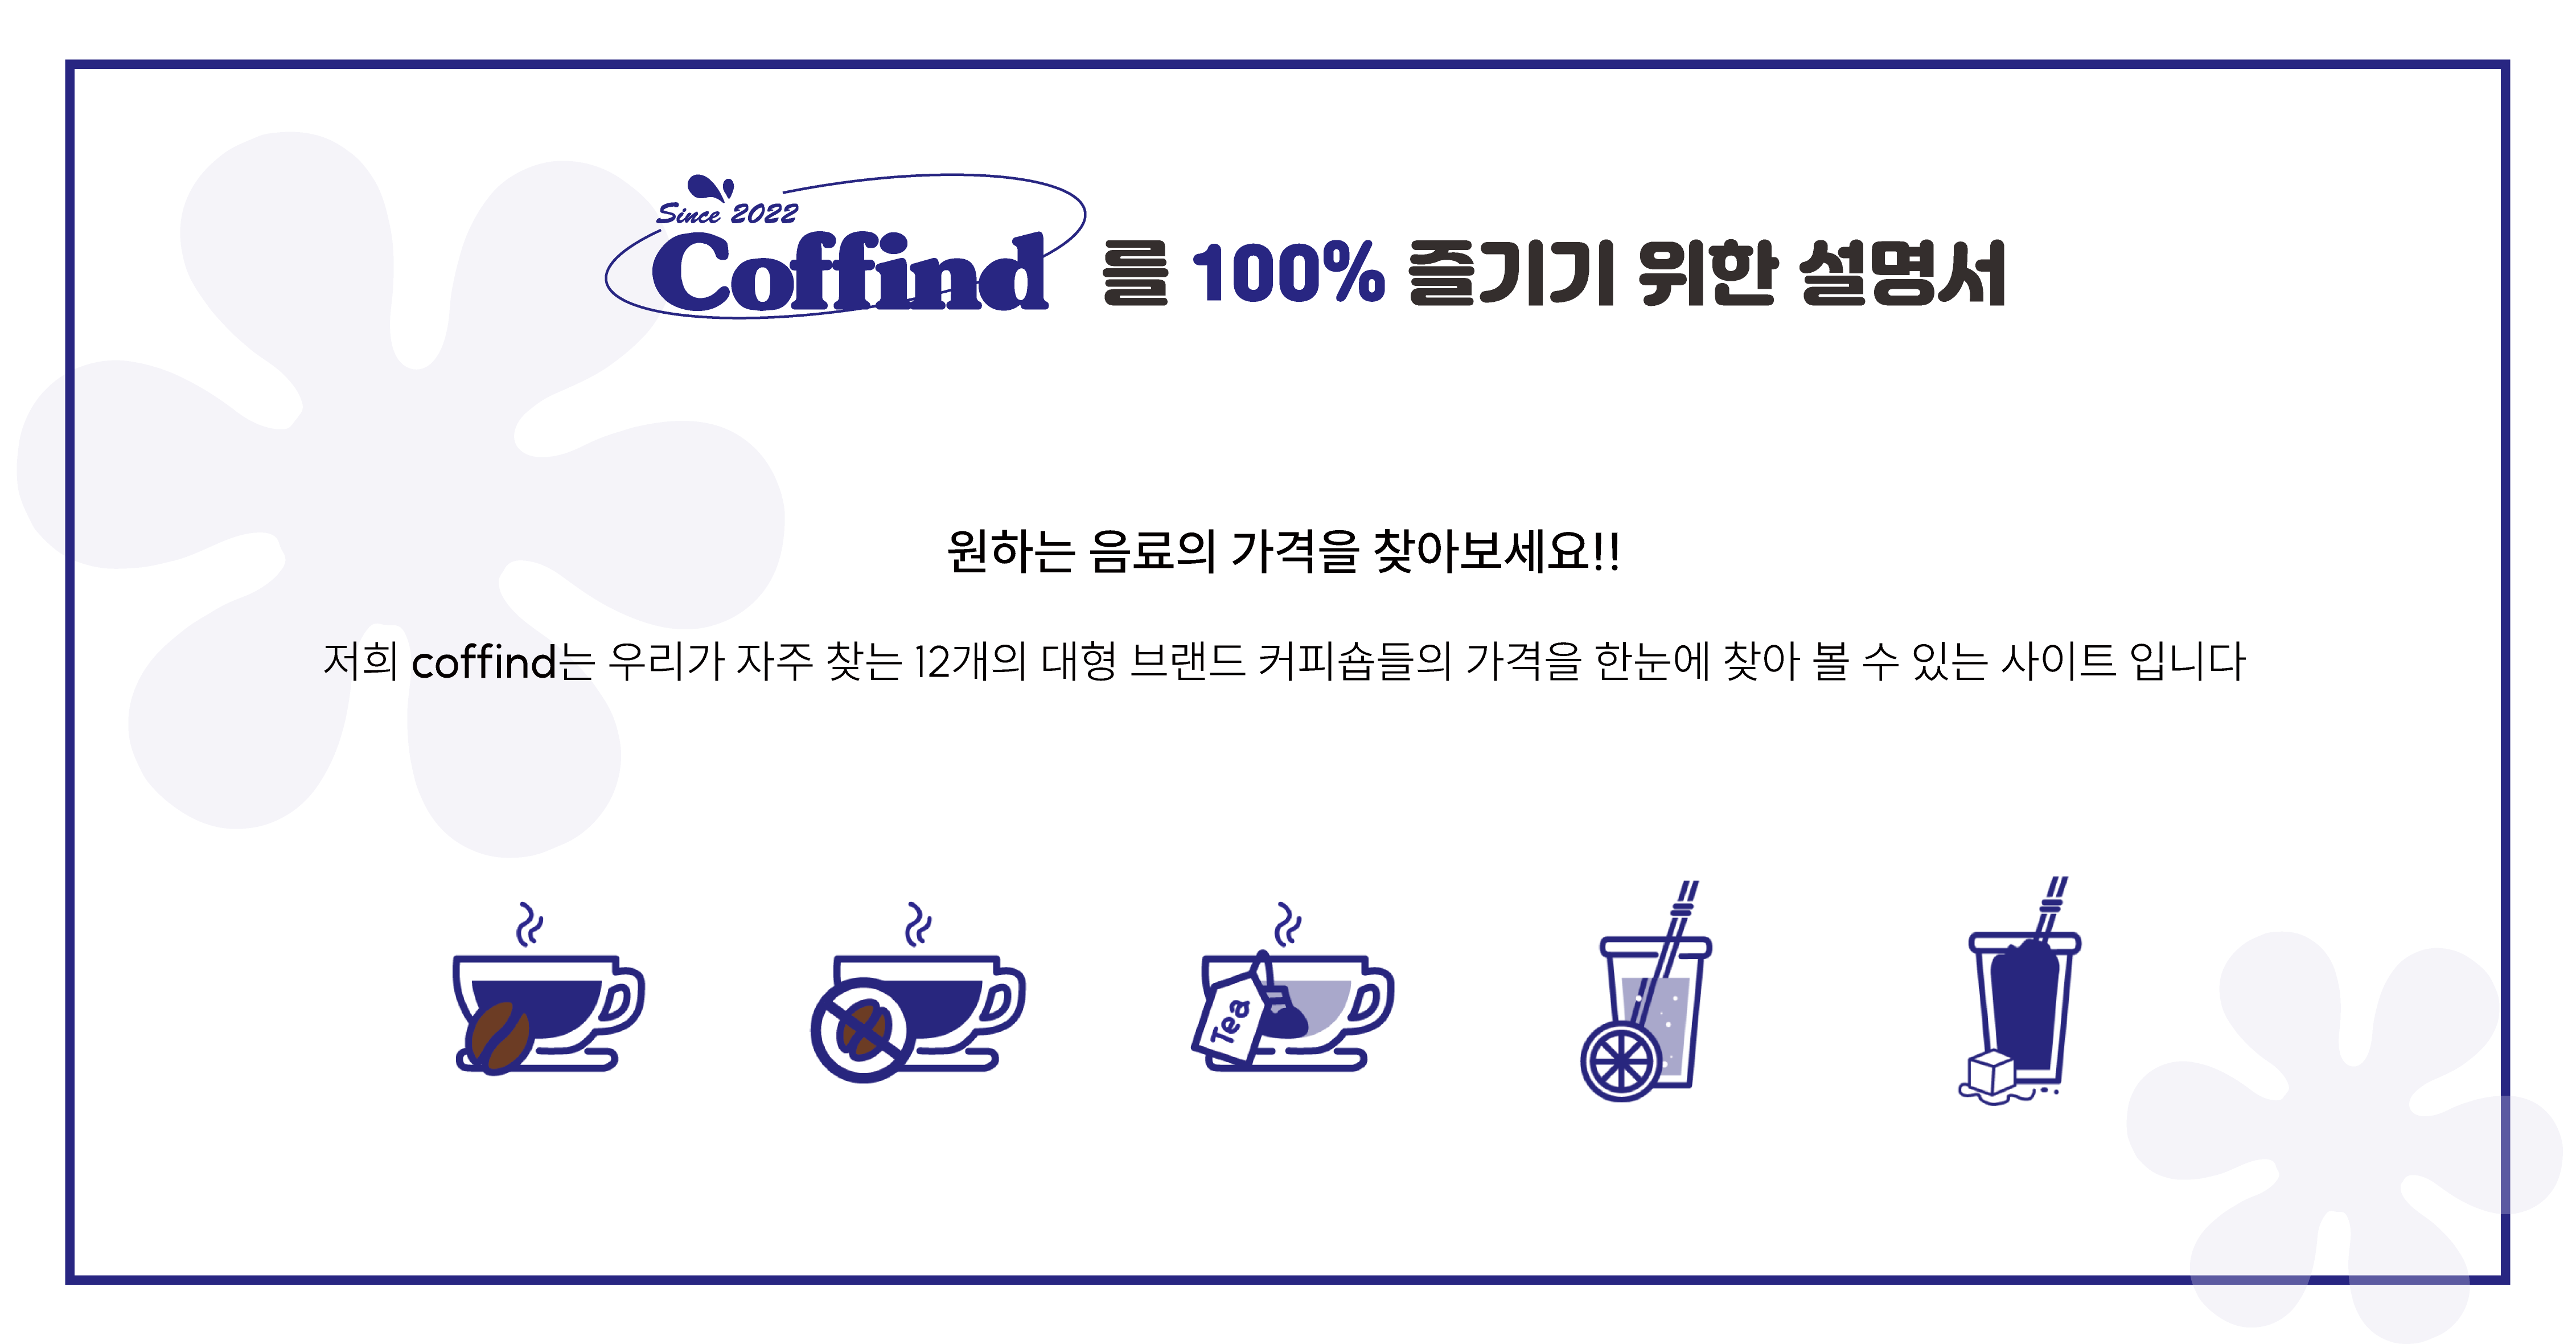 Since 2022
Coffind 를 100% 즐기기 위한 설명서
원하는 음료의 가격을 찾아보세요!!
저희 coffind는 우리가 자주 찾는 12개의 대형 브랜드 커피숍들의 가격을 한눈에 찾아 볼 수 있는 사이트 입니다
Tea